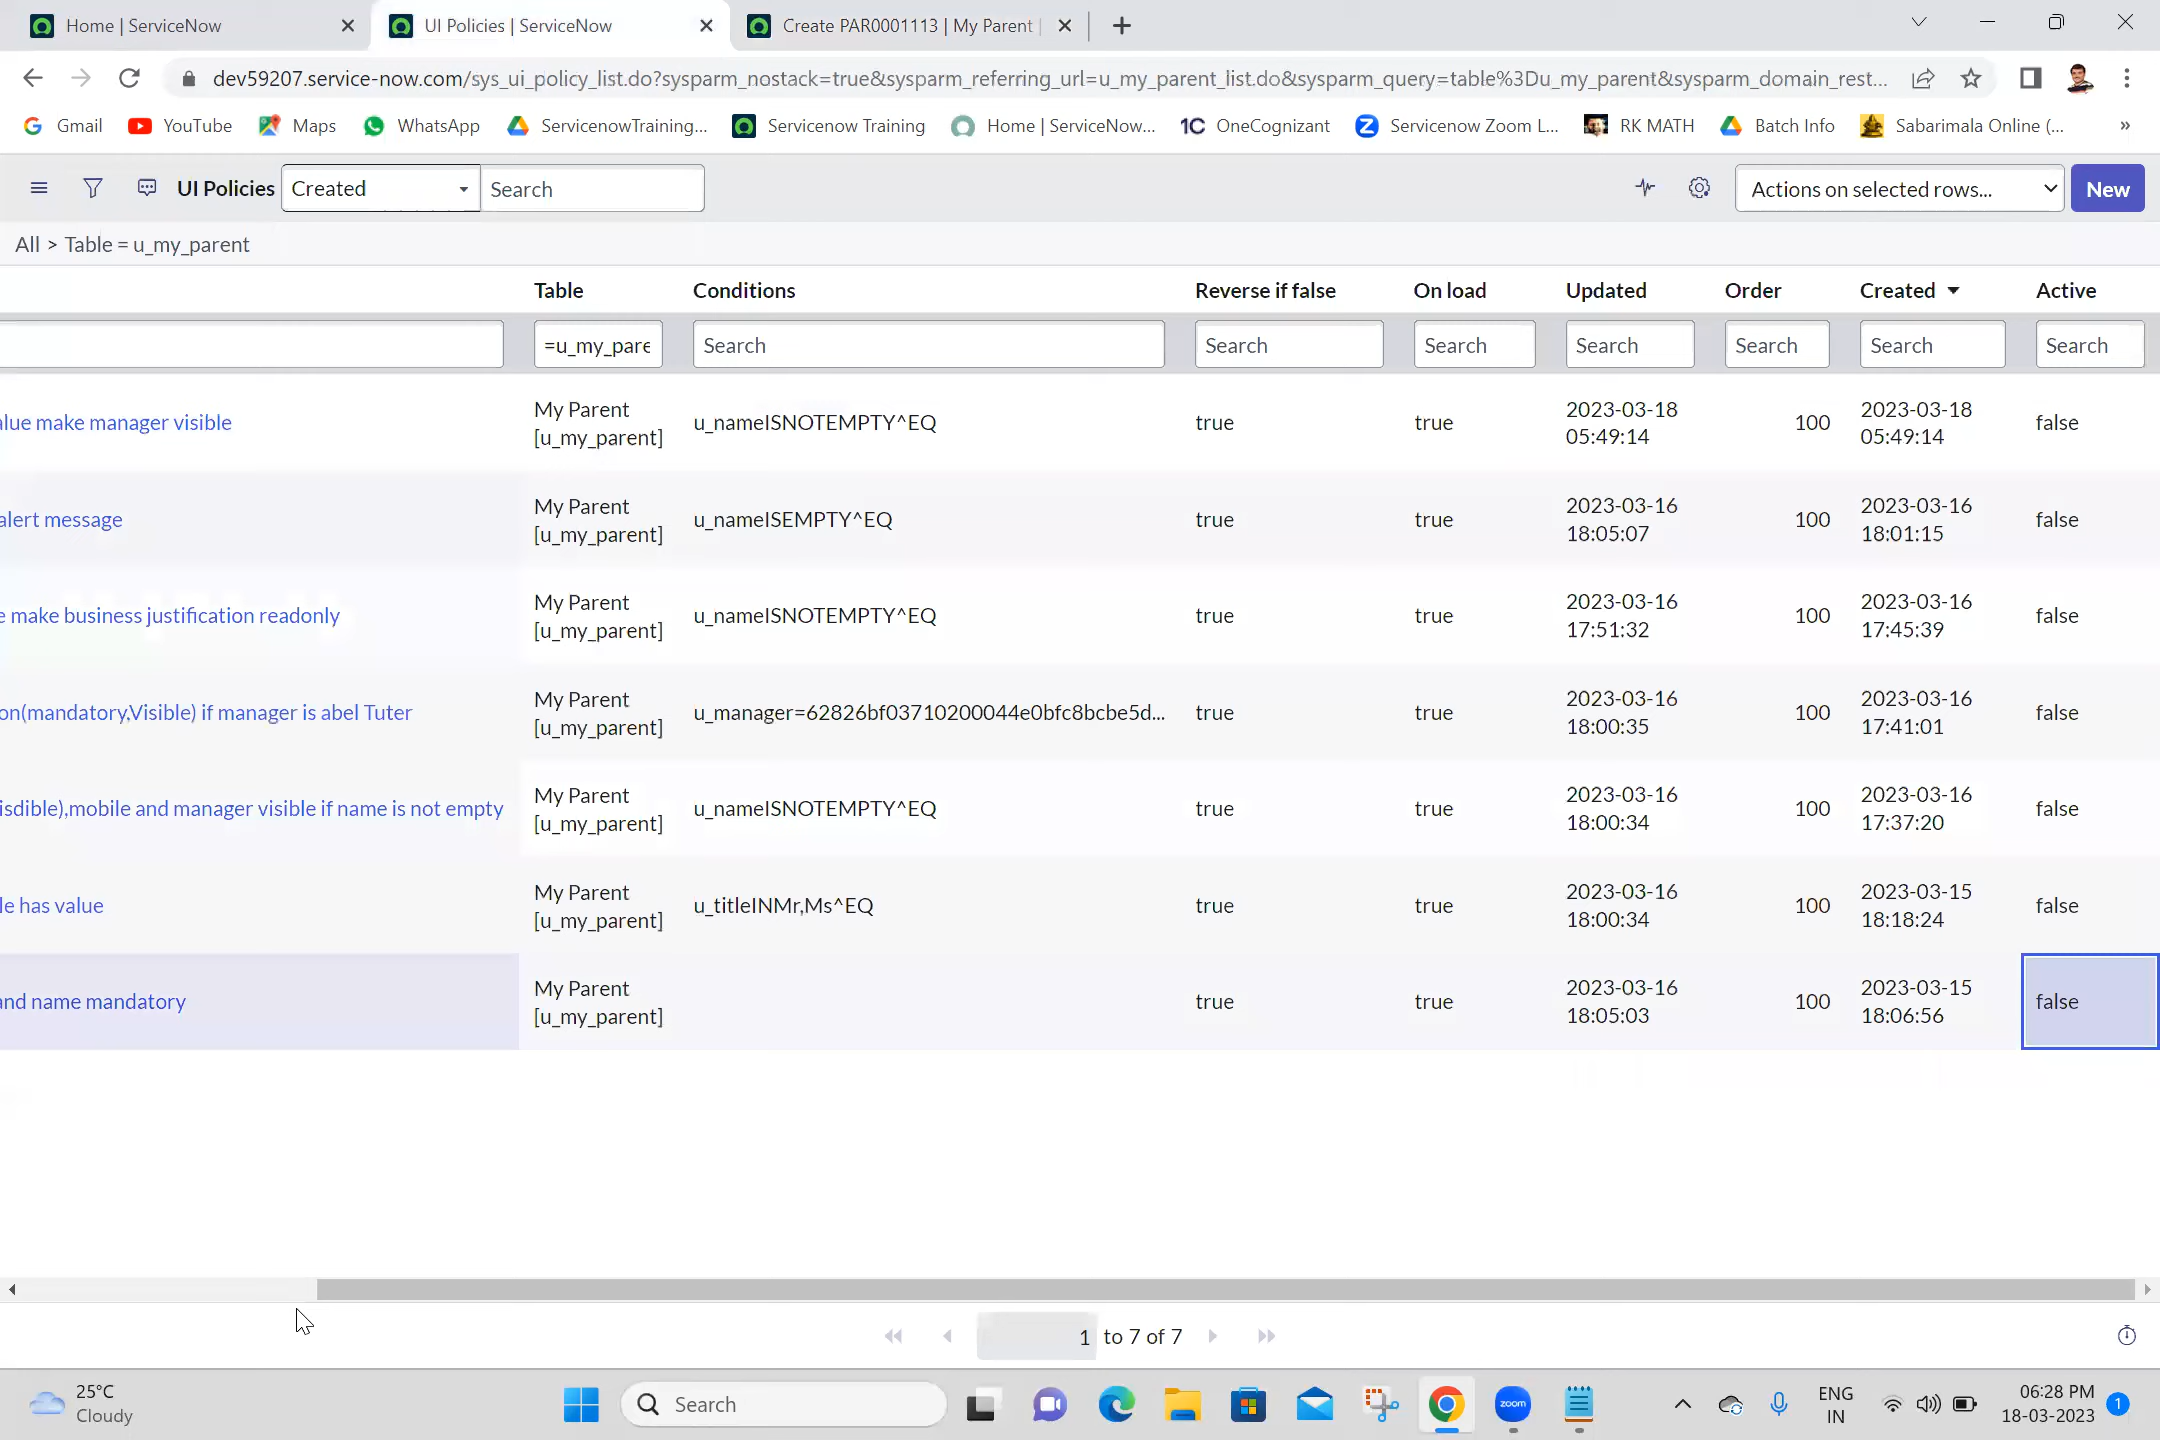 Home | ServiceNow
UI Policies | ServiceNow
Create PAR0001113 | My Parent |
dev59207.service-now.com/sys_ui_policy_list.do?sysparm_nostack=true&sysparm_referring_url=u_my_parent_list.do&sysparm_query=table%3Du_my_parent&sysparm_domain_rest...
Gmail
YouTube
Maps
WhatsApp
ServicenowTraining...
Servicenow Training
Home | ServiceNow...
1C OneCognizant
Servicenow Zoom L...
RK MATH
Batch Info
Sabarimala Online (...
»
UI Policies
Created
Search
Actions on selected rows...
New
All > Table = u_my_parent
Table
Conditions
Reverse if false
On load
Updated
Order
Created
Active
=u_my_pare
Search
Search
Search
Search
Search
Search
Search
alue make manager visible
My Parent
[u_my_parent]
u_nameISNOTEMPTY^EQ
true
true
2023-03-18
05:49:14
100
2023-03-18
05:49:14
false
alert message
My Parent
[u_my_parent]
u_nameISEMPTY^EQ
true
true
2023-03-16
18:05:07
100
2023-03-16
18:01:15
false
e make business justification readonly
My Parent
[u_my_parent]
u_nameISNOTEMPTY^EQ
true
true
2023-03-16
17:51:32
100
2023-03-16
17:45:39
false
on(mandatory,Visible) if manager is abel Tuter
My Parent
[u_my_parent]
u_manager=62826bf03710200044e0bfc8bcbe5d...
true
true
2023-03-16
18:00:35
100
2023-03-16
17:41:01
false
isdible),mobile and manager visible if name is not empty
My Parent
[u_my_parent]
u_nameISNOTEMPTY^EQ
true
true
2023-03-16
18:00:34
100
2023-03-16
17:37:20
false
le has value
My Parent
[u_my_parent]
u_titleINMr,Ms^EQ
true
true
2023-03-16
18:00:34
100
2023-03-15
18:18:24
false
and name mandatory
My Parent
[u_my_parent]
true
true
2023-03-16
18:05:03
100
2023-03-15
18:06:56
false
1 to 7 of 7
25°C
Cloudy
Search
zoom
ENG
IN
06:28 PM
18-03-2023
1